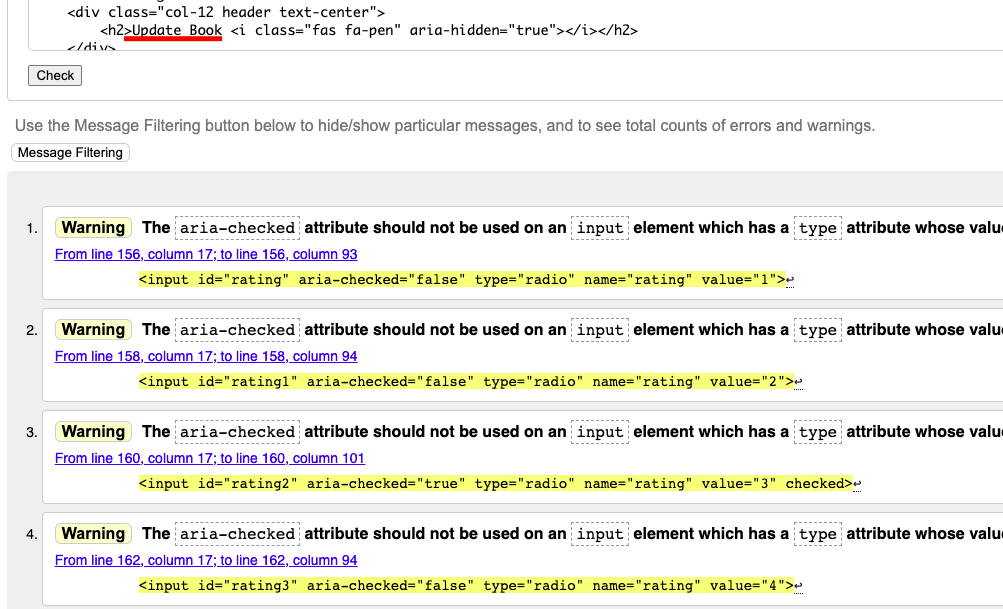 <div class="col-12 header text-center">
<h2>Update Book <i class="fas fa-pen" aria-hidden="true"></i></h2>
</div>
Check
Use the Message Filtering button below to hide/show particular messages, and to see total counts of errors and warnings.
Message Filtering
1. Warning The aria-checked attribute should not be used on an input element which has a type attribute whose valu
From line 156, column 17; to line 156, column 93
<input id="rating" aria-checked="false" type="radio" name="rating" value="1">↩
2. Warning The aria-checked attribute should not be used on an input element which has a type attribute whose valu
From line 158, column 17; to line 158, column 94
<input id="rating1" aria-checked="false" type="radio" name="rating" value="2">↩
3. Warning The aria-checked attribute should not be used on an input element which has a type attribute whose valu
From line 160, column 17; to line 160, column 101
<input id="rating2" aria-checked="true" type="radio" name="rating" value="3" checked>↩
4. Warning The aria-checked attribute should not be used on an input element which has a type attribute whose valu
From line 162, column 17; to line 162, column 94
<input id="rating3" aria-checked="false" type="radio" name="rating" value="4">↩